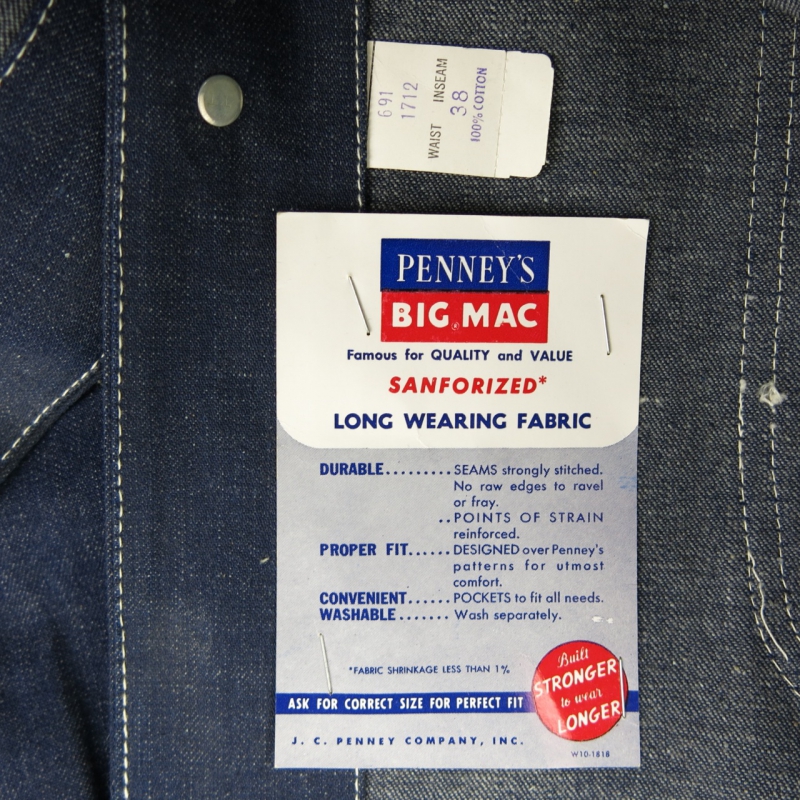 691
1712
WAIST INSEAM
38
100% COTTON
PENNEY'S
BIG MAC
Famous for QUALITY and VALUE
SANFORIZED*
LONG WEARING FABRIC
DURABLE.........SEAMS strongly stitched.
No raw edges to ravel
or fray.
..POINTS OF STRAIN
reinforced.
PROPER FIT......DESIGNED over Penney's
patterns for utmost
comfort.
CONVENIENT......POCKETS to fit all needs.
WASHABLE.......Wash separately.
*FABRIC SHRINKAGE LESS THAN 1%
Built
STRONGER
to wear
LONGER
ASK FOR CORRECT SIZE FOR PERFECT FIT
J. C. PENNEY COMPANY, INC.
W10-1818